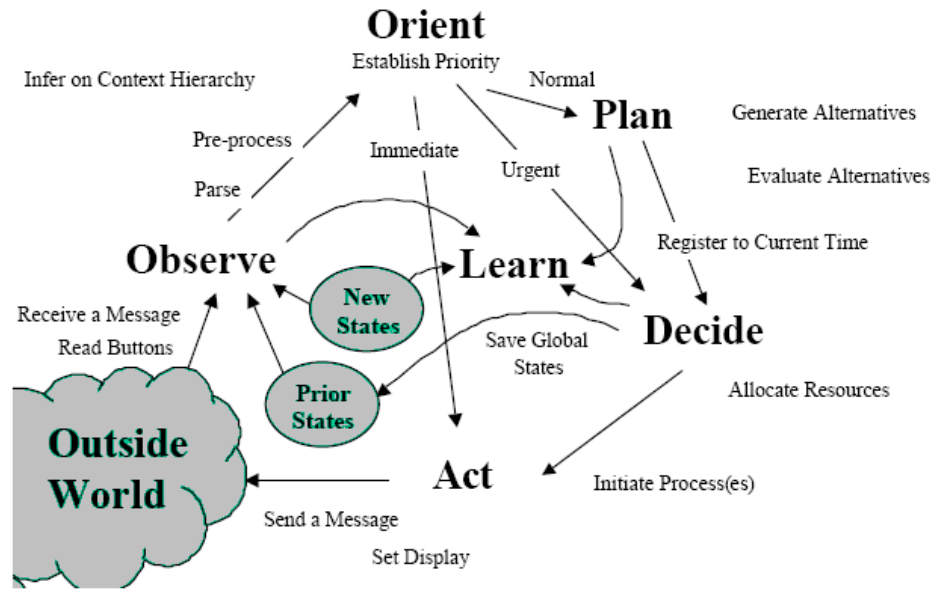 Orient
Establish Priority
Infer on Context Hierarchy
Normal
Plan
Generate Alternatives
Pre-process
Immediate
Urgent
Evaluate Alternatives
Parse
Register to Current Time
Observe
Learn
New
States
Receive a Message
Read Buttons
Decide
Save Global
States
Prior
States
Allocate Resources
Outside
World
Act
Initiate Process(es)
Send a Message
Set Display